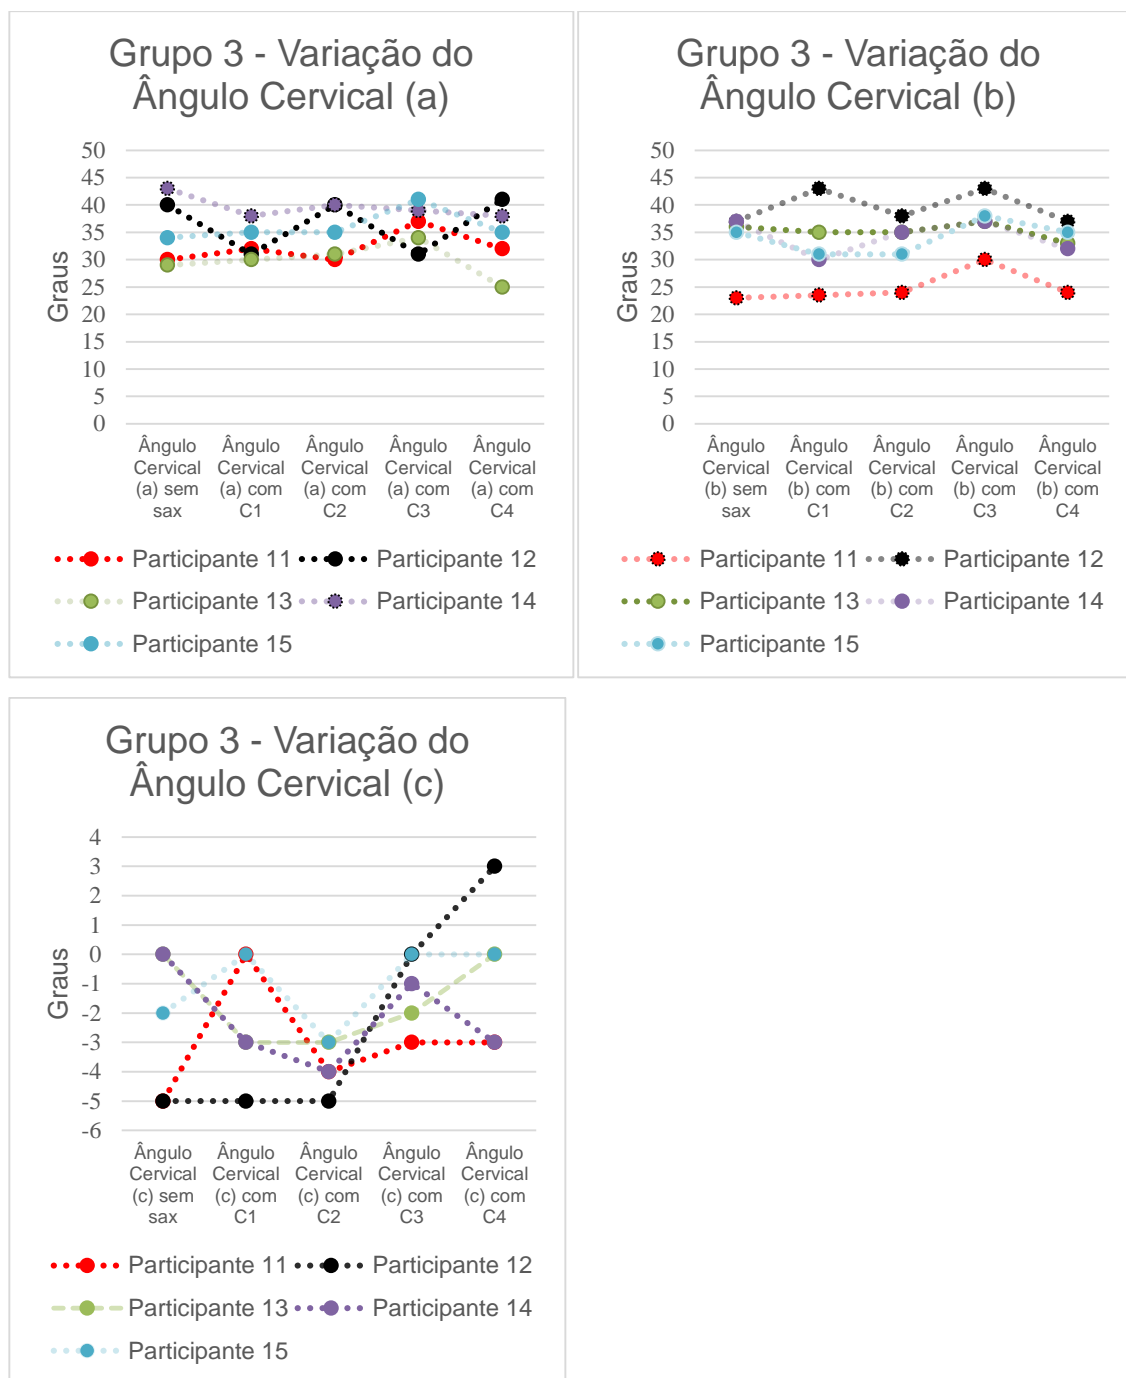 Grupo 3 - Variação do
Ângulo Cervical (a)
50
45
40
35
30
25
20
15
10
5
0
Graus
Ângulo Cervical (a) sem sax
Ângulo Cervical (a) com C1
Ângulo Cervical (a) com C2
Ângulo Cervical (a) com C3
Ângulo Cervical (a) com C4
Participante 11
Participante 12
Participante 13
Participante 14
Participante 15
Grupo 3 - Variação do
Ângulo Cervical (b)
50
45
40
35
30
25
20
15
10
5
0
Graus
Ângulo Cervical (b) sem sax
Ângulo Cervical (b) com C1
Ângulo Cervical (b) com C2
Ângulo Cervical (b) com C3
Ângulo Cervical (b) com C4
Participante 11
Participante 12
Participante 13
Participante 14
Participante 15
Grupo 3 - Variação do
Ângulo Cervical (c)
4
3
2
1
0
-1
-2
-3
-4
-5
-6
Graus
Ângulo Cervical (c) sem sax
Ângulo Cervical (c) com C1
Ângulo Cervical (c) com C2
Ângulo Cervical (c) com C3
Ângulo Cervical (c) com C4
Participante 11
Participante 12
Participante 13
Participante 14
Participante 15